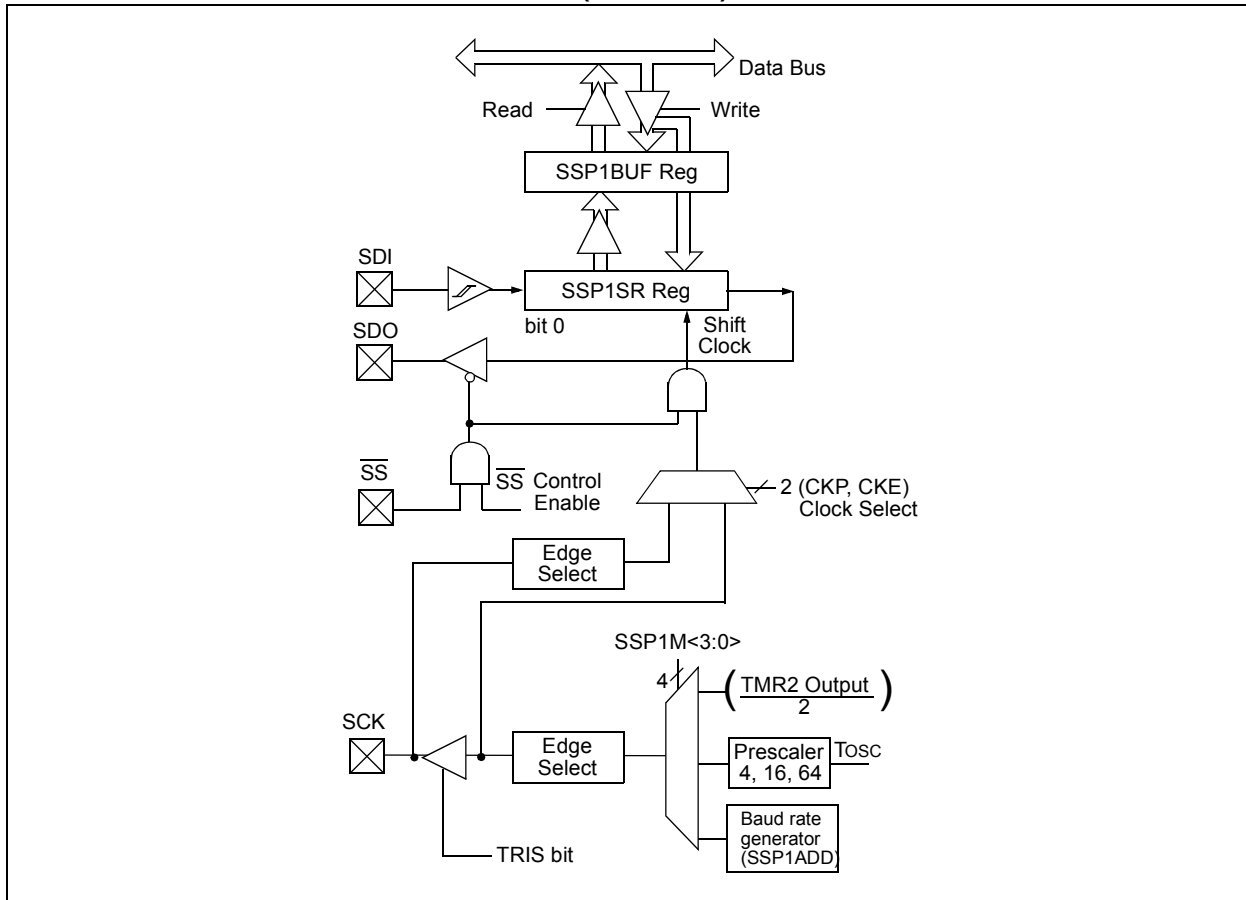 Data Bus
Read
Write
SSP1BUF Reg
SDI
SSP1SR Reg
bit 0
Shift
Clock
SDO
SS
SS Control
Enable
2 (CKP, CKE)
Clock Select
Edge
Select
SSP1M<3:0>
4
(TMR2 Output)
2
SCK
Edge
Select
Prescaler
4, 16, 64
TOSC
Baud rate
generator
(SSP1ADD)
TRIS bit